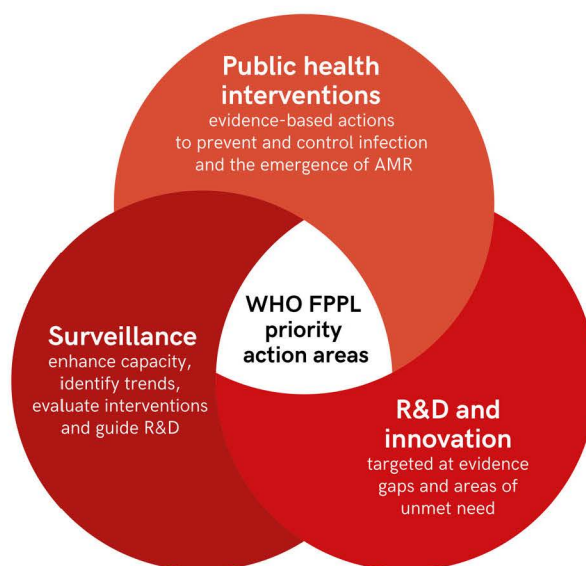 Public health
interventions
evidence-based actions
to prevent and control infection
and the emergence of AMR
WHO FPPL
priority
action areas
Surveillance
enhance capacity,
identify trends,
evaluate interventions
and guide R&D
R&D and
innovation
targeted at evidence
gaps and areas of
unmet need